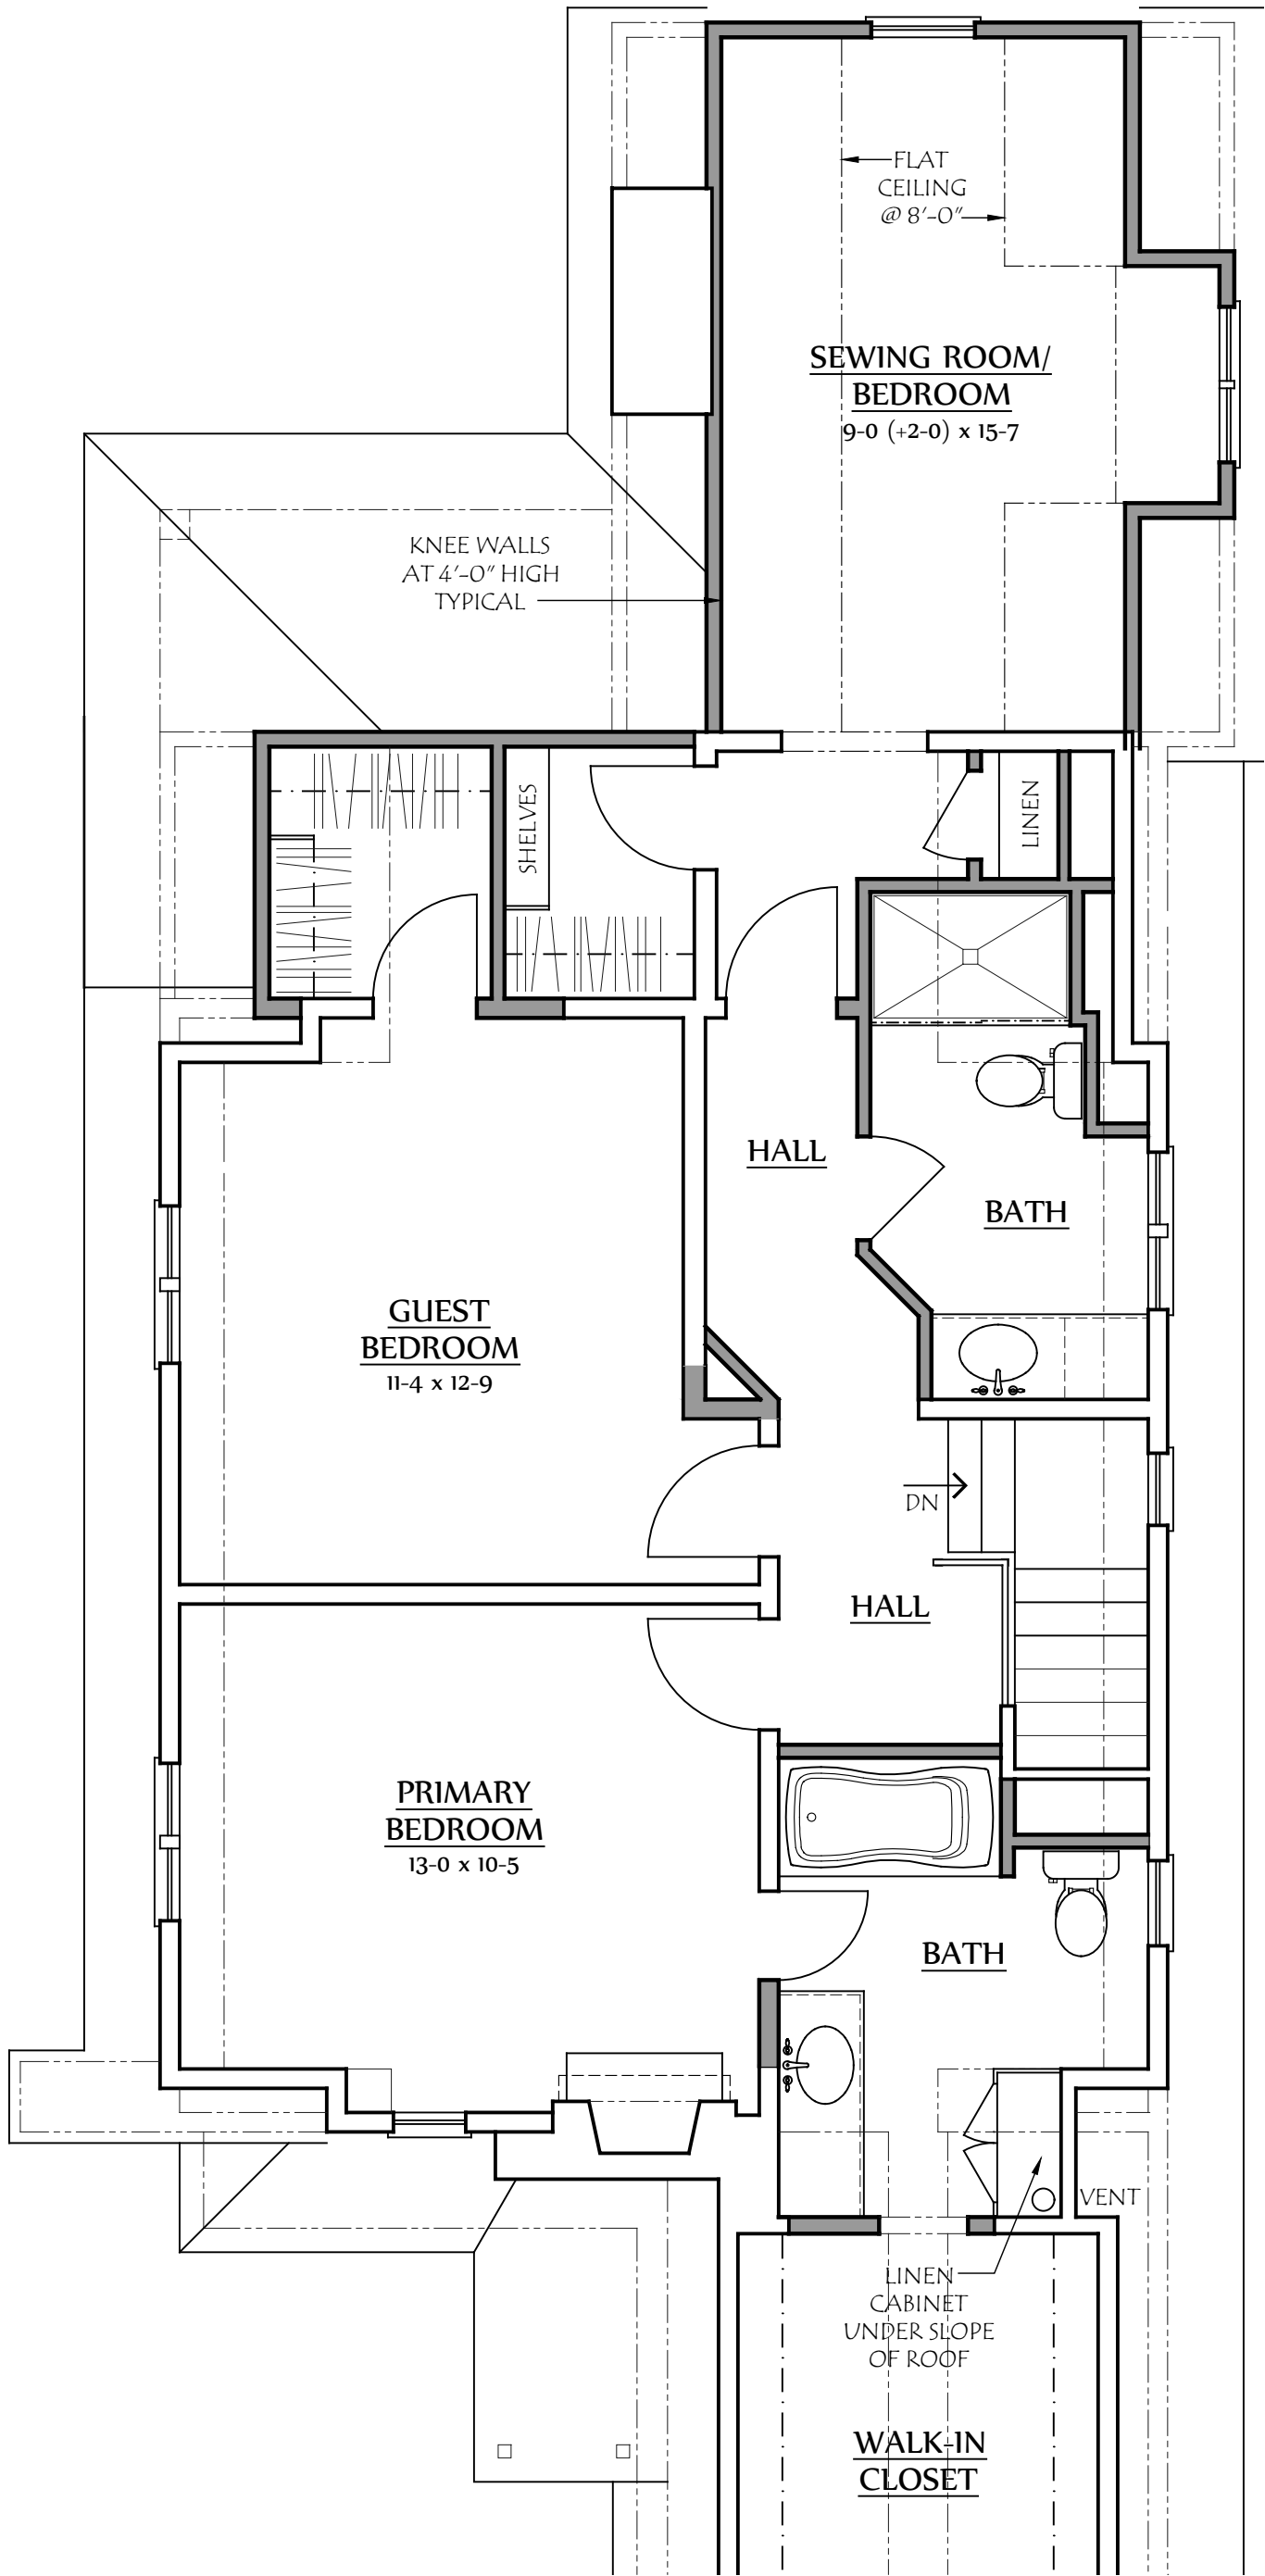 FLAT
CEILING
@ 8'-0"
SEWING ROOM/
BEDROOM
9-0 (+2-0) x 15-7
KNEE WALLS
AT 4'-0" HIGH
TYPICAL
SHELVES
LINEN
HALL
BATH
GUEST
BEDROOM
11-4 x 12-9
DN
HALL
PRIMARY
BEDROOM
13-0 x 10-5
BATH
VENT
LINEN
CABINET
UNDER SLOPE
OF ROOF
WALK-IN
CLOSET